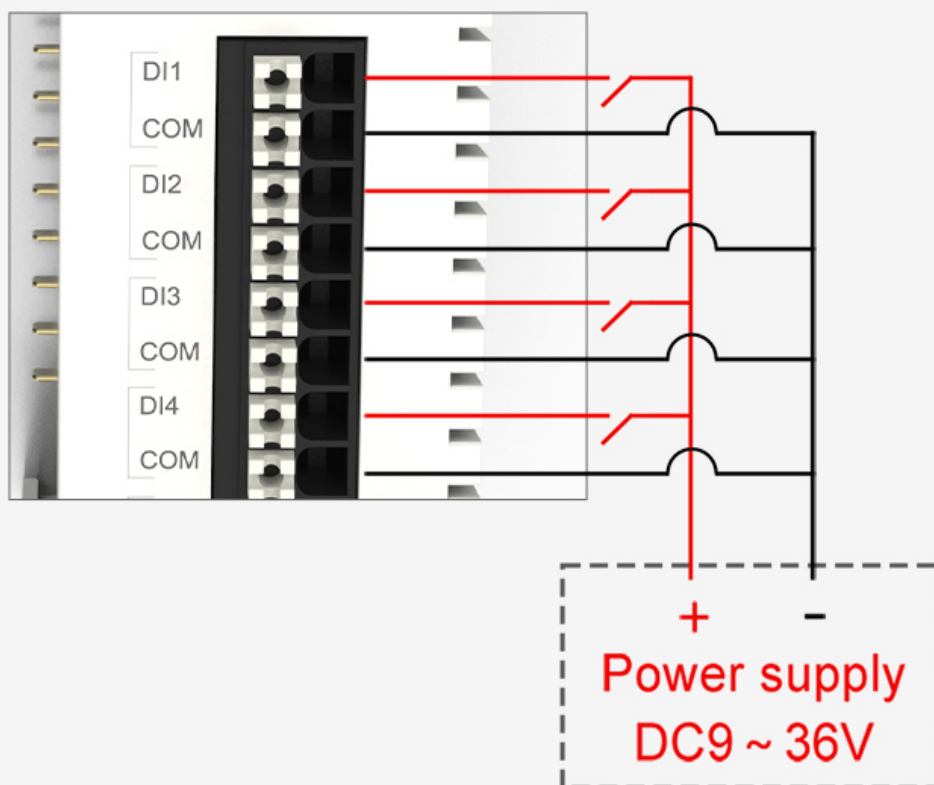 DI1
COM
DI2
COM
DI3
COM
DI4
COM
+ -
Power supply
DC9 ~ 36V